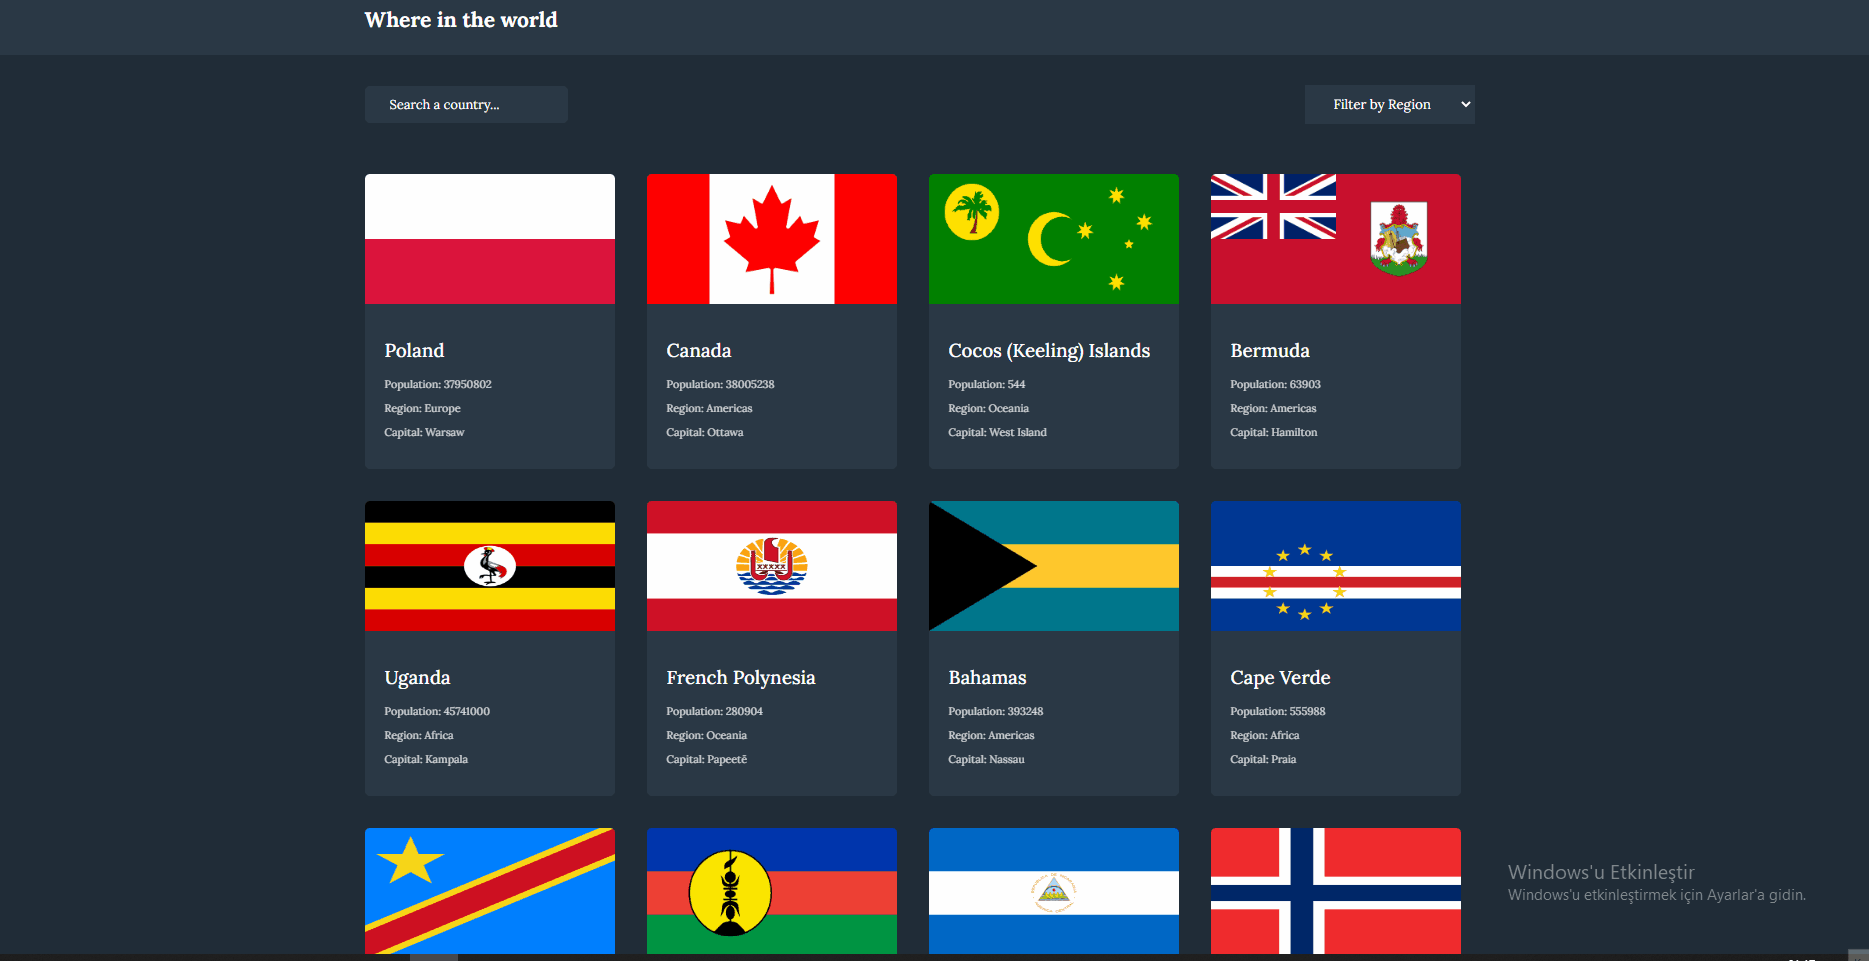 Where in the world
Search a country...
Filter by Region
Poland
Population: 37950802
Region: Europe
Capital: Warsaw
Canada
Population: 38005238
Region: Americas
Capital: Ottawa
Cocos (Keeling) Islands
Population: 544
Region: Oceania
Capital: West Island
Bermuda
Population: 63903
Region: Americas
Capital: Hamilton
Uganda
Population: 45741000
Region: Africa
Capital: Kampala
French Polynesia
Population: 280904
Region: Oceania
Capital: Papeetē
Bahamas
Population: 393248
Region: Americas
Capital: Nassau
Cape Verde
Population: 555988
Region: Africa
Capital: Praia
Windows'u Etkinleştir
Windows'u etkinleştirmek için Ayarlar'a gidin.